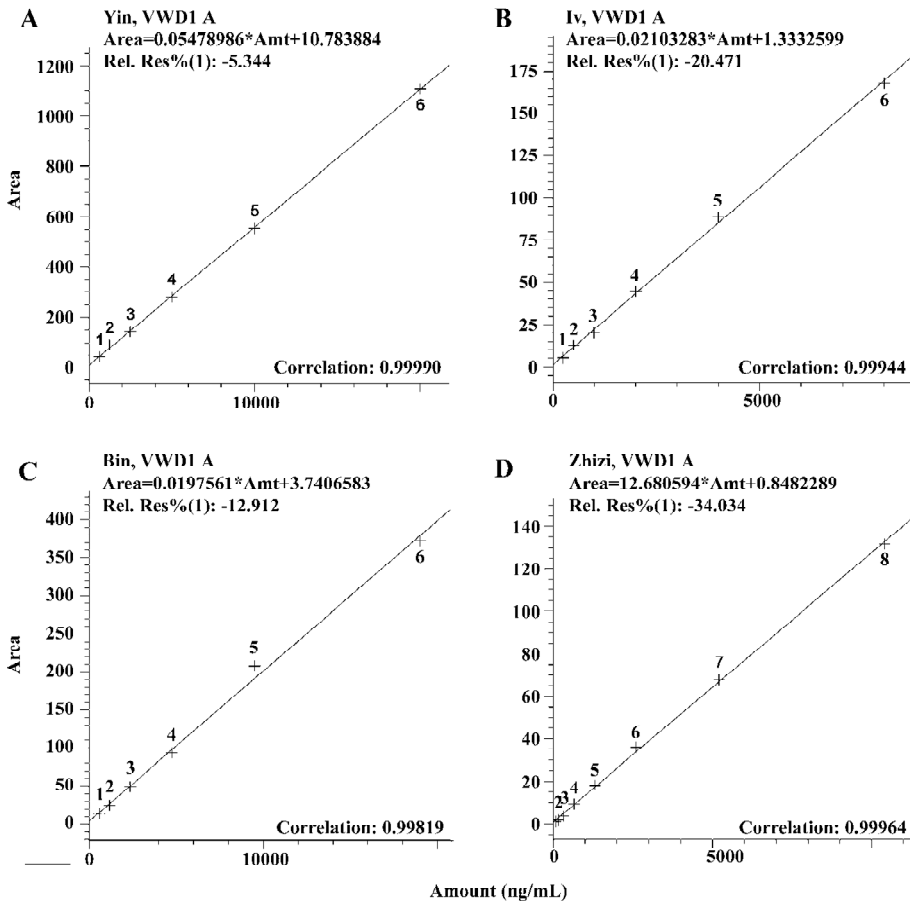 A
Yin, VWD1 A
Area=0.05478986*Amt+10.783884
Rel. Res%(1): -5.344
1200
1000
800
600
400
200
0
Area
1
2
3
4
5
6
Correlation: 0.99990
0
10000
B
Iv, VWD1 A
Area=0.02103283*Amt+1.3332599
Rel. Res%(1): -20.471
175
150
125
100
75
50
25
0
1
2
3
4
5
6
Correlation: 0.99944
0
5000
C
Bin, VWD1 A
Area=0.0197561*Amt+3.7406583
Rel. Res%(1): -12.912
400
350
300
250
200
150
100
50
0
Area
1
2
3
4
5
6
Correlation: 0.99819
0
10000
D
Zhizi, VWD1 A
Area=12.680594*Amt+0.8482289
Rel. Res%(1): -34.034
140
120
100
80
60
40
20
0
2
3
4
5
6
7
8
Correlation: 0.99964
0
5000
Amount (ng/mL)